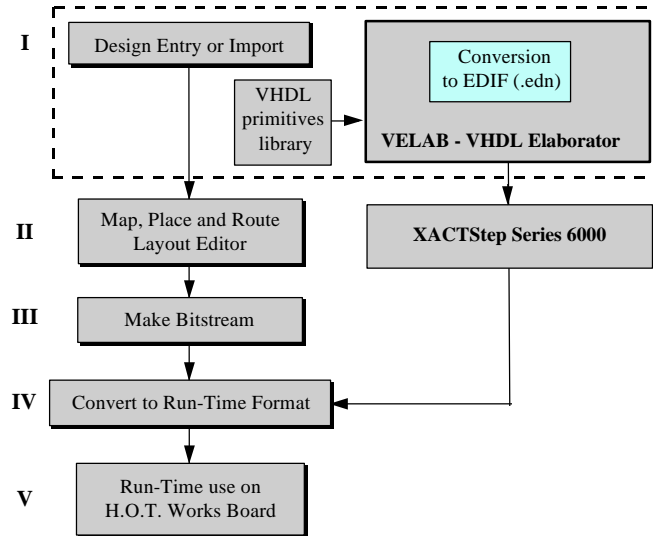 I
Design Entry or Import
Conversion
to EDIF (.edn)
VHDL
primitives
library
VELAB - VHDL Elaborator
II
Map, Place and Route
Layout Editor
XACTStep Series 6000
III
Make Bitstream
IV
Convert to Run-Time Format
V
Run-Time use on
H.O.T. Works Board